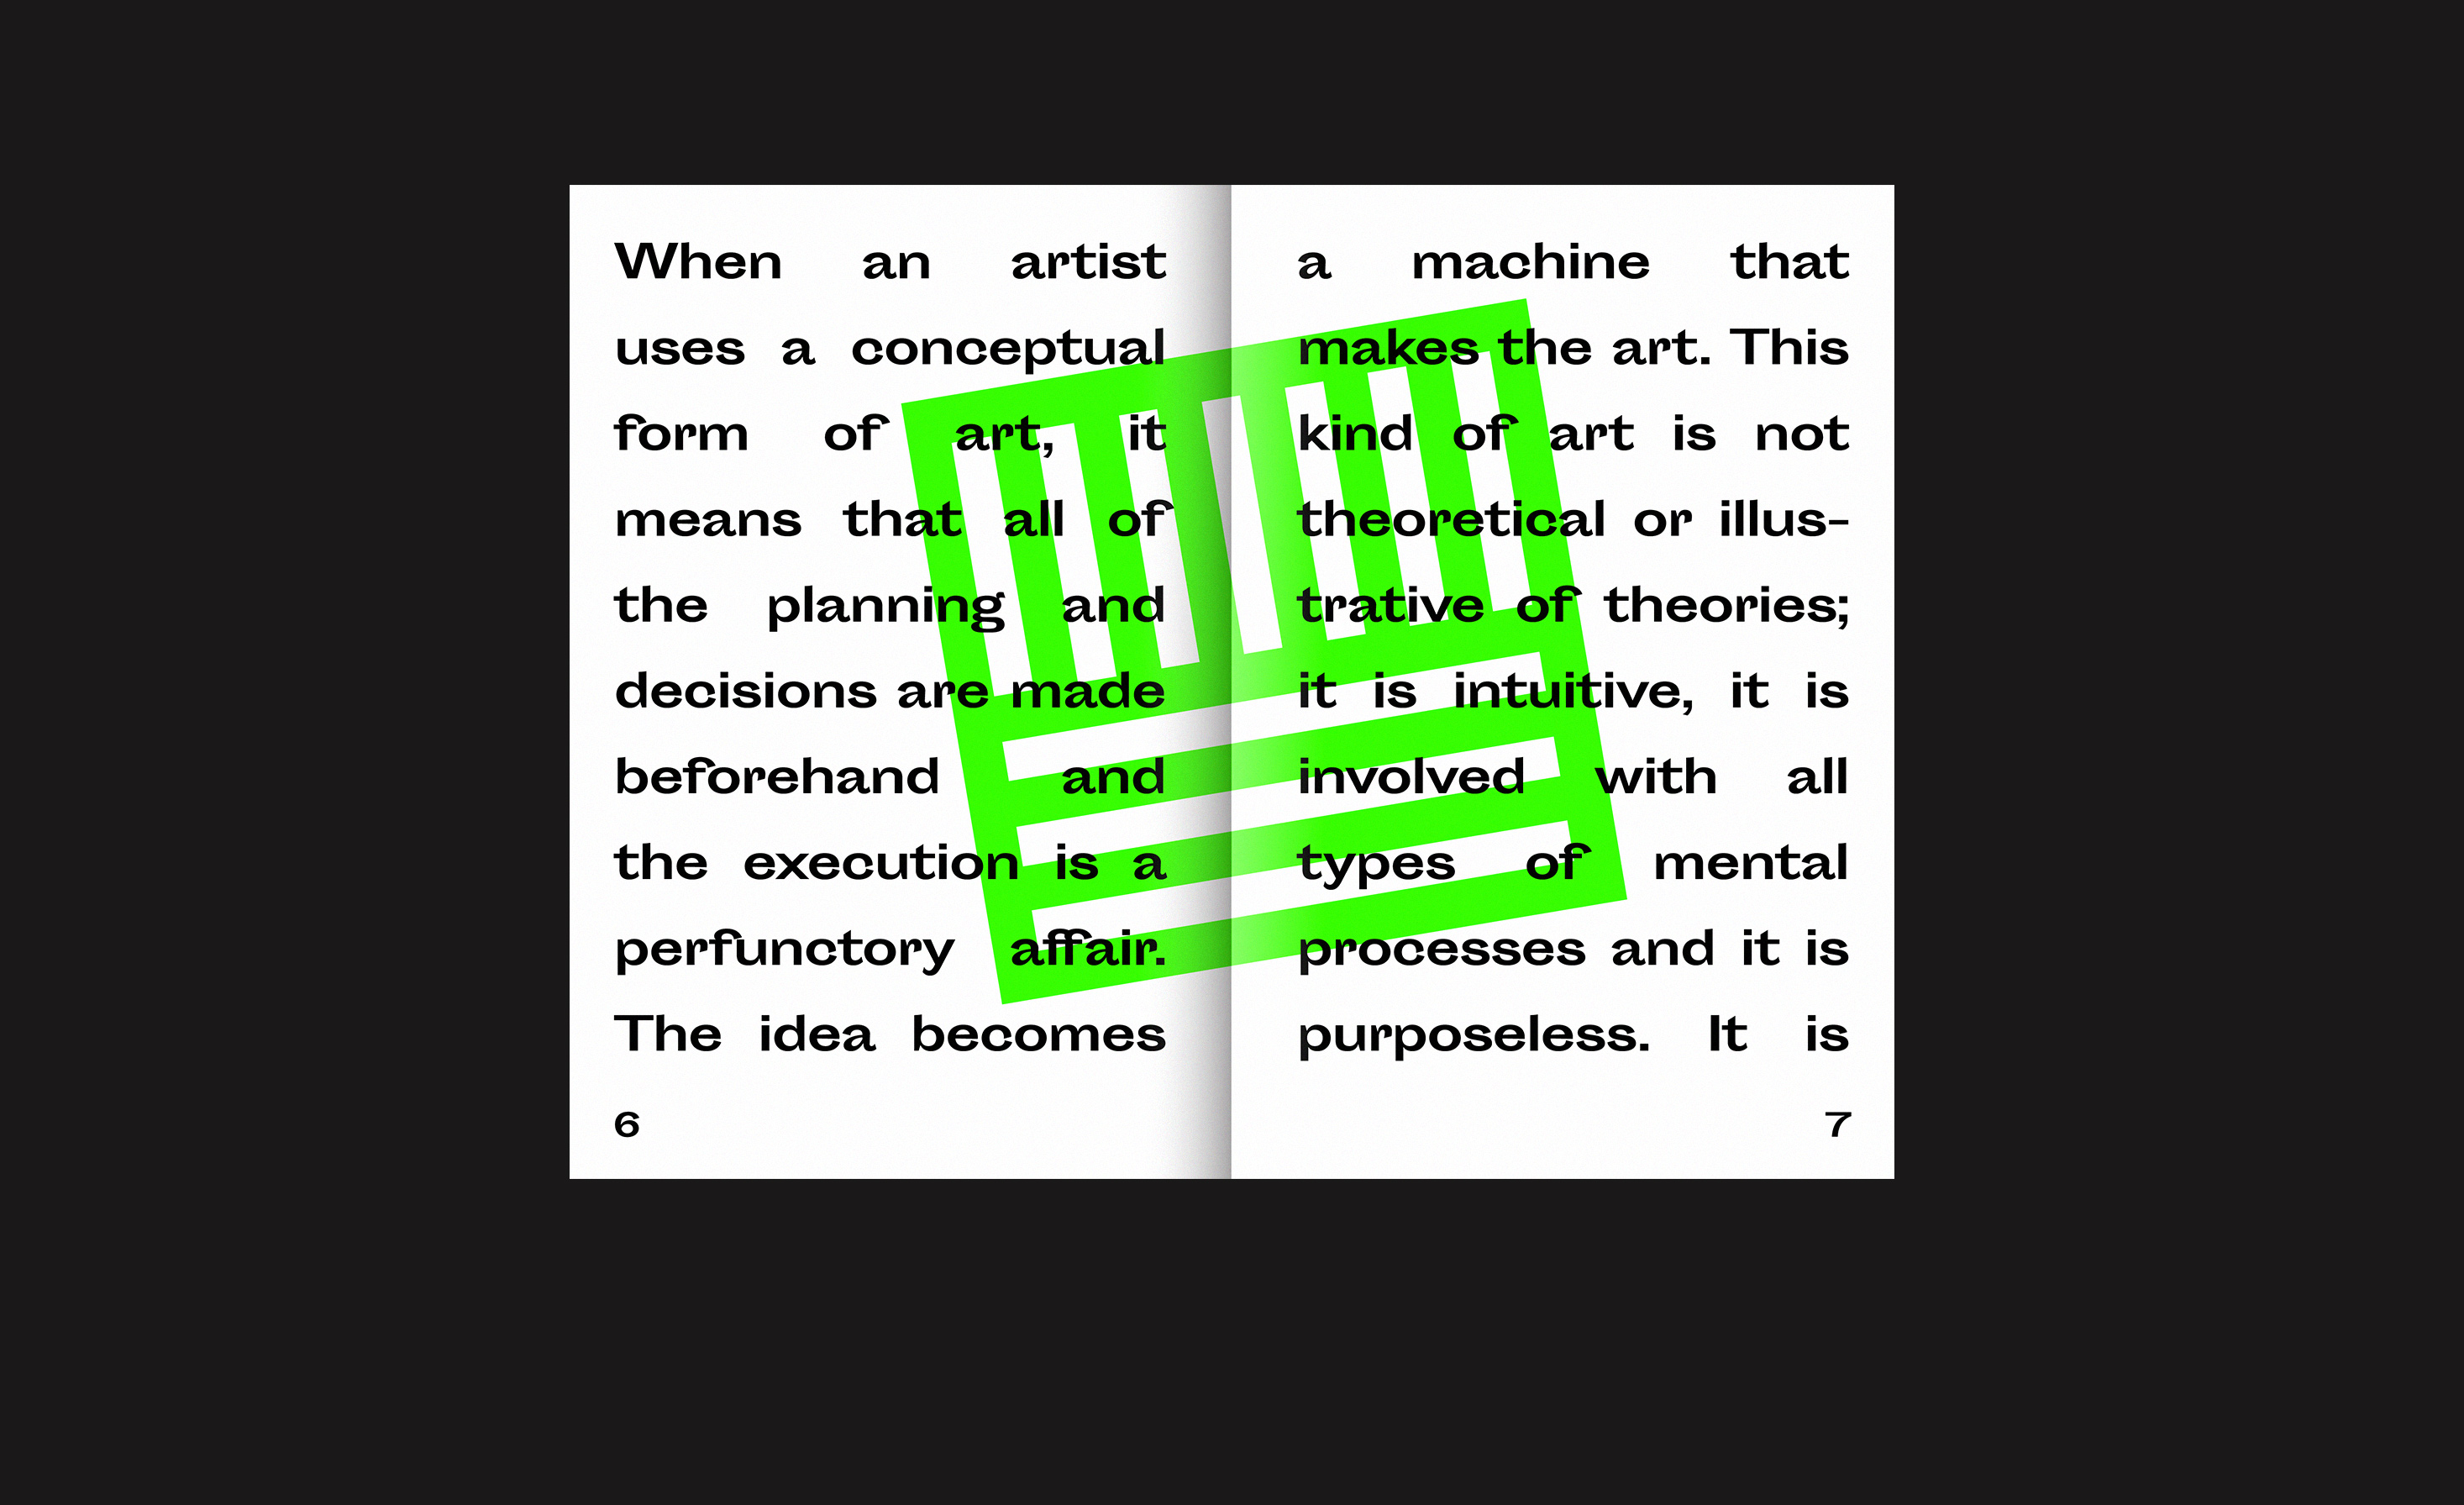 When an artist
uses a conceptual
form of art, it
means that all of
the planning and
decisions are made
beforehand and
the execution is a
perfunctory affair.
The idea becomes
6
a machine that
makes the art. This
kind of art is not
theoretical or illus-
trative of theories;
it is intuitive, it is
involved with all
types of mental
processes and it is
purposeless. It is
7